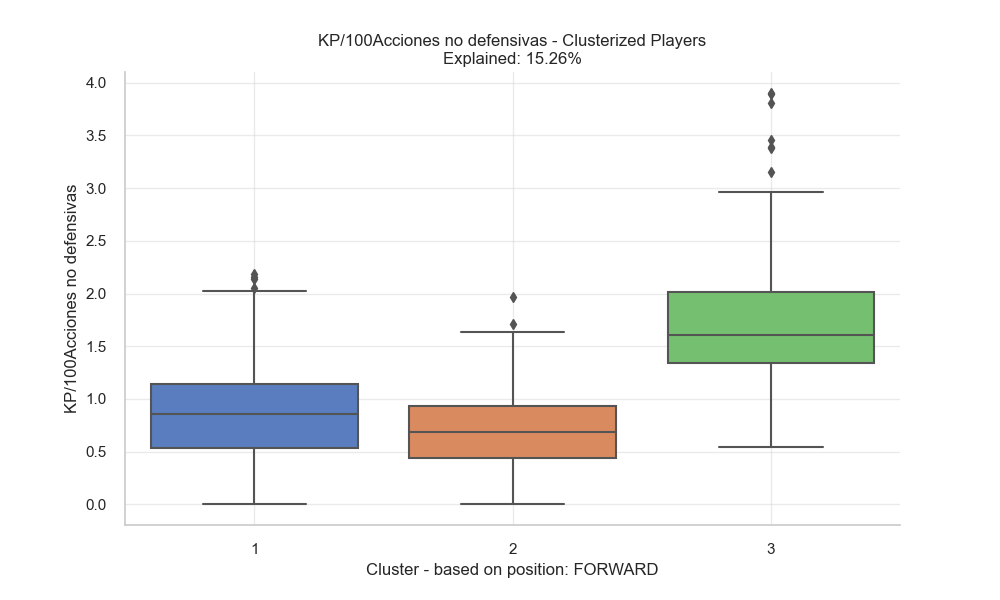 KP/100Acciones no defensivas - Clusterized Players
Explained: 15.26%
KP/100Acciones no defensivas
4.0
3.5
3.0
2.5
2.0
1.5
1.0
0.5
0.0
1 2 3
Cluster - based on position: FORWARD